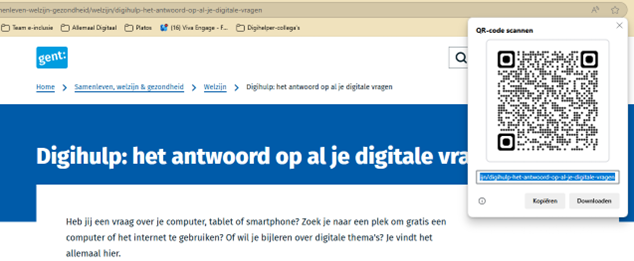 nenleven-welzijn-gezondheid/welzijn/digihulp-het-antwoord-op-al-je-digitale-vragen
Team e-inclusie
Allemaal Digitaal
Platos
(16) Viva Engage - F...
Digihelper-collega's
QR-code scannen
gent:
Home > Samenleven, welzijn & gezondheid > Welzijn > Digihulp: het antwoord op al je digitale vragen
Digihulp: het antwoord op al je digitale vra
ijn/digihulp-het-antwoord-op-al-je-digitale-vragen
Kopiëren
Downloaden
Heb jij een vraag over je computer, tablet of smartphone? Zoek je naar een plek om gratis een
computer of het internet te gebruiken? Of wil je bijleren over digitale thema's? Je vindt het
allemaal hier.